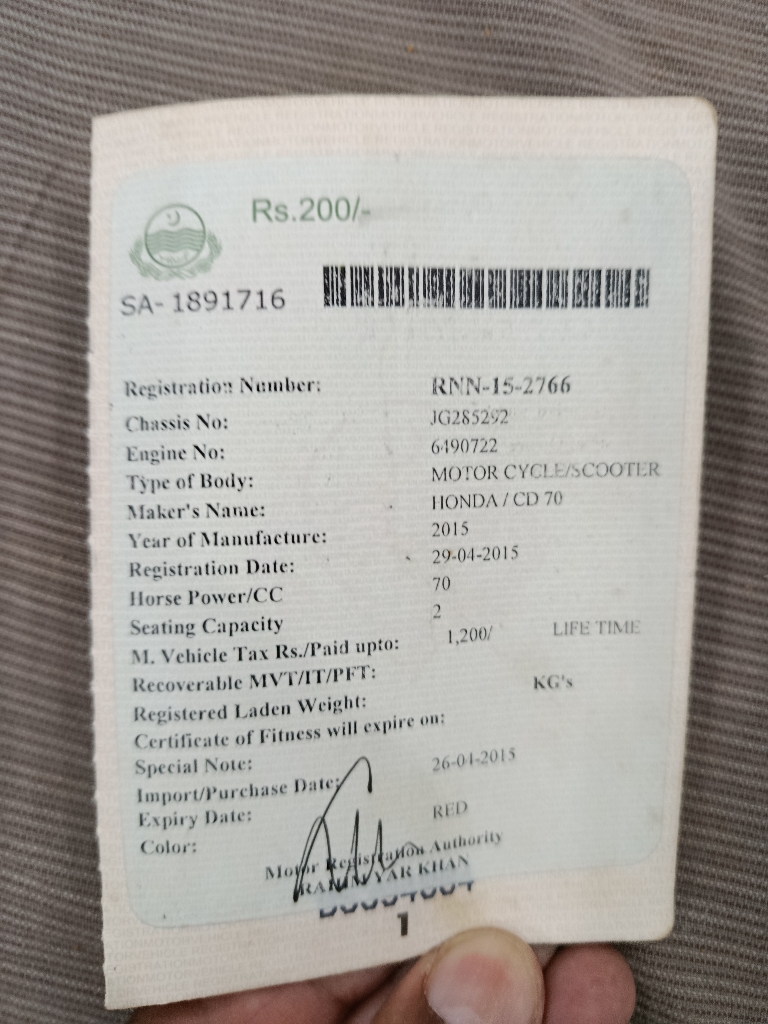 Rs.200/-
SA- 1891716
Registration Number: RNN-15-2766
Chassis No: JG285292
Engine No: 6490722
Type of Body: MOTOR CYCLE/SCOOTER
Maker's Name: HONDA / CD 70
Year of Manufacture: 2015
Registration Date: 29-04-2015
Horse Power/CC 70
Seating Capacity 2
M. Vehicle Tax Rs./Paid upto: 1,200/ LIFE TIME
Recoverable MVT/IT/PFT:
Registered Laden Weight: KG's
Certificate of Fitness will expire on:
Special Note:
Import/Purchase Date: 26-04-2015
Expiry Date:
Color: RED
Motor Registration Authority
RAHIM YAR KHAN
1